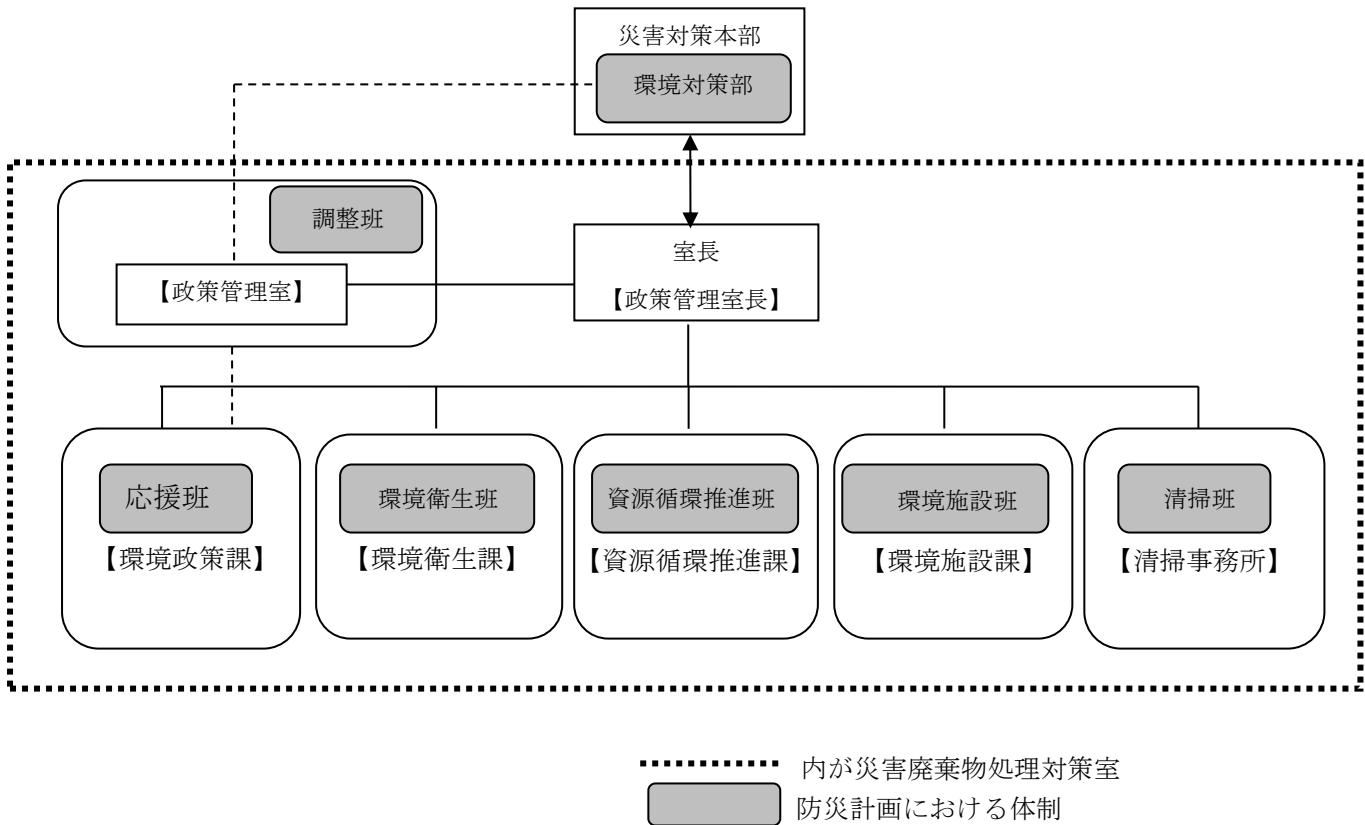 災害対策本部
環境対策部
調整班
【政策管理室】
室長
【政策管理室長】
応援班
【環境政策課】
環境衛生班
【環境衛生課】
資源循環推進班
【資源循環推進課】
環境施設班
【環境施設課】
清掃班
【清掃事務所】
内が災害廃棄物処理対策室
防災計画における体制